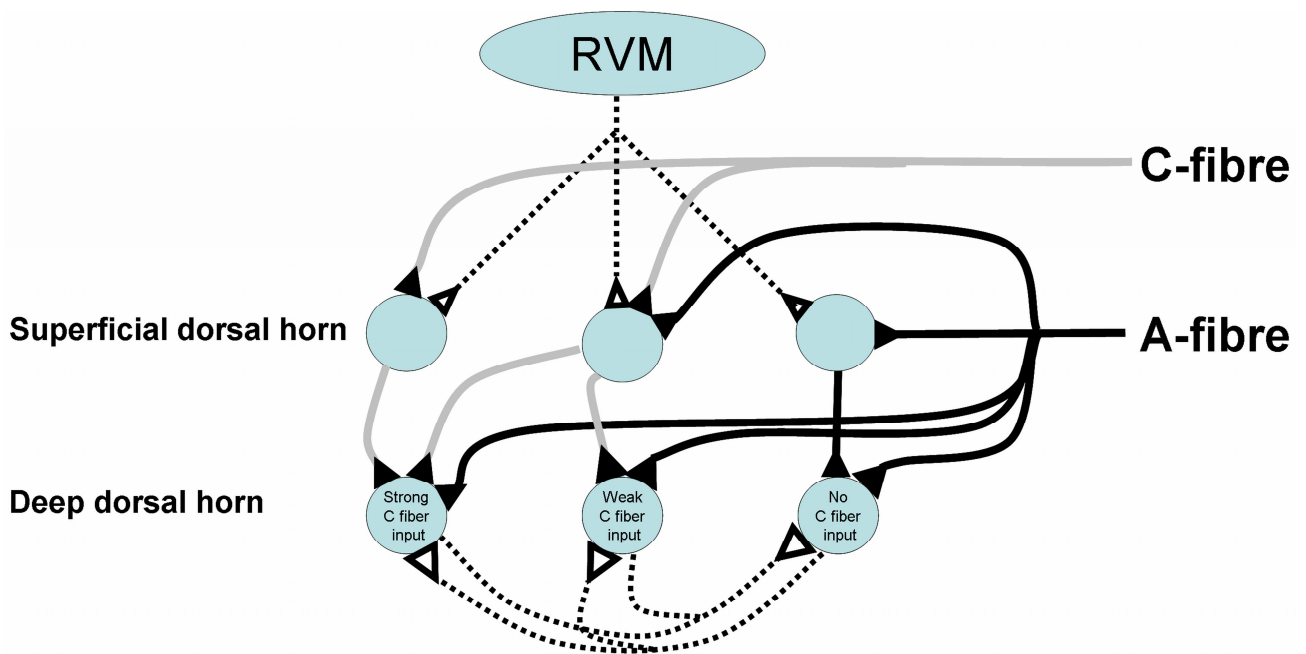 RVM
C-fibre
Superficial dorsal horn
A-fibre
Deep dorsal horn
Strong
C fiber
input
Weak
C fiber
input
No
C fiber
input